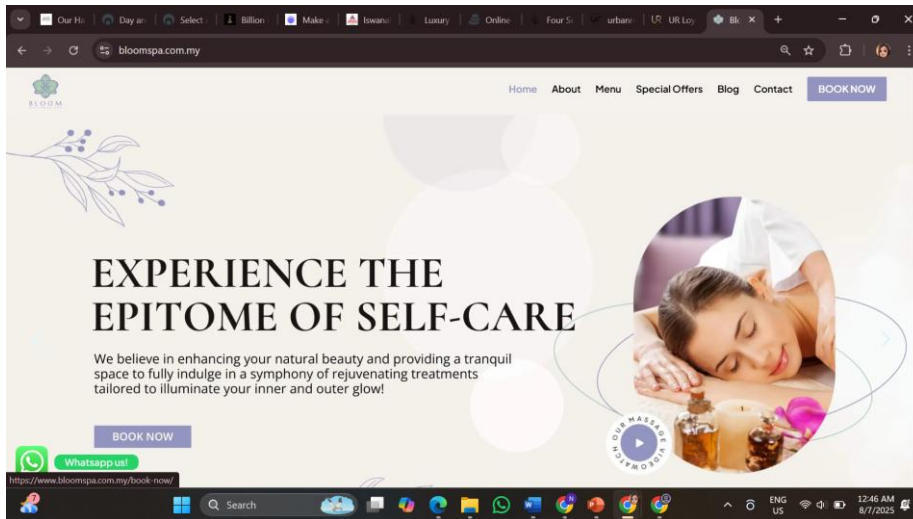 Our Ha
Day an
Select
Billion
Make-
Iswana
Luxury
Online
Four Se
urban
UR Loy
Blo
bloomspa.com.my
BLOOM
Home About Menu Special Offers Blog Contact BOOK NOW
EXPERIENCE THE
EPITOME OF SELF-CARE
We believe in enhancing your natural beauty and providing a tranquil
space to fully indulge in a symphony of rejuvenating treatments
tailored to illuminate your inner and outer glow!
BOOK NOW
WATCH OUR MASSAGE VIDEO
Whatsapp us!
https://www.bloomspa.com.my/book-now/
7
Search
ENG
US
12:46 AM
8/7/2025